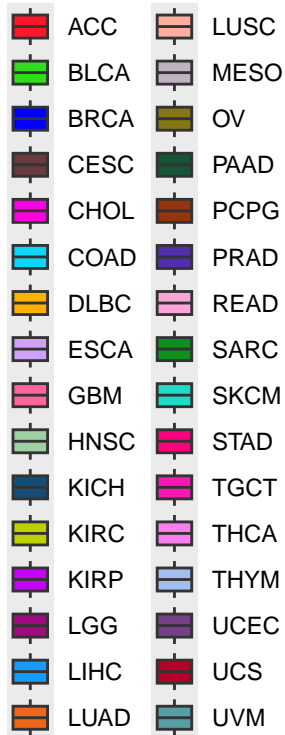 ACC
BLCA
BRCA
CESC
CHOL
COAD
DLBC
ESCA
GBM
HNSC
KICH
KIRC
KIRP
LGG
LIHC
LUAD
LUSC
MESO
OV
PAAD
PCPG
PRAD
READ
SARC
SKCM
STAD
TGCT
THCA
THYM
UCEC
UCS
UVM